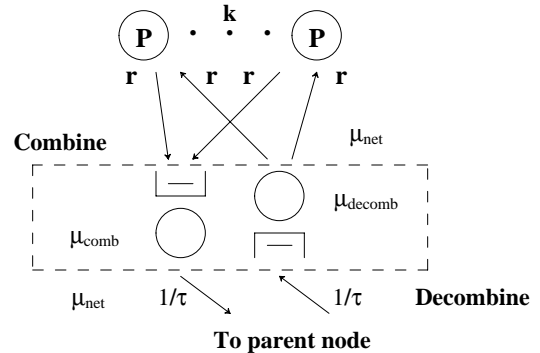 k
P P
r r r r
μnet
Combine
μdecomb
μcomb
μnet 1/τ 1/τ Decombine
To parent node